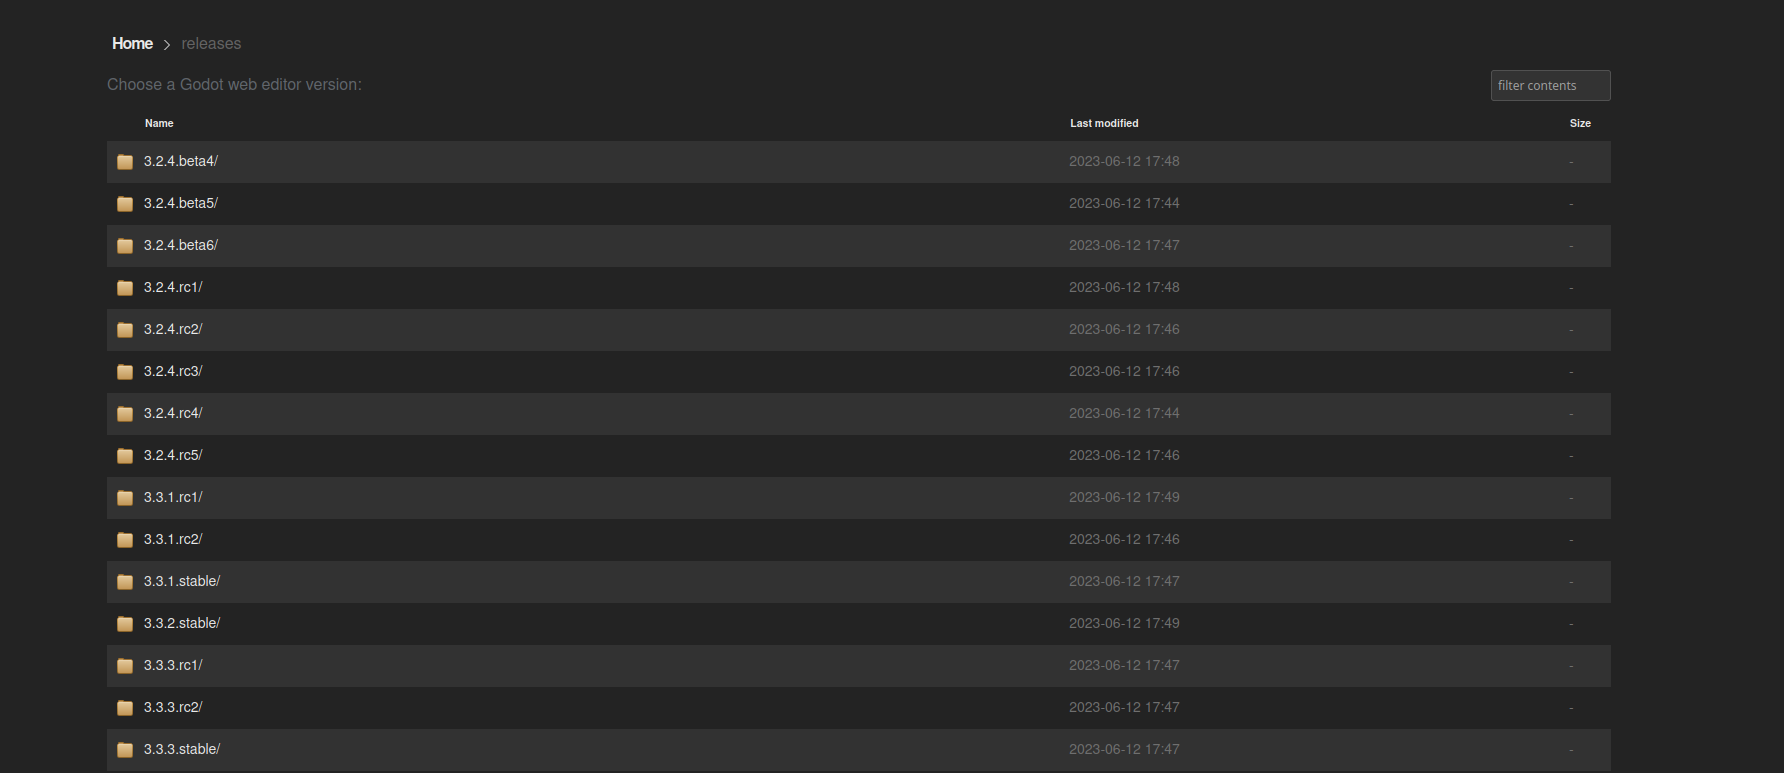 Home > releases
Choose a Godot web editor version:
filter contents
Name Last modified Size
3.2.4.beta4/ 2023-06-12 17:48 -
3.2.4.beta5/ 2023-06-12 17:44 -
3.2.4.beta6/ 2023-06-12 17:47 -
3.2.4.rc1/ 2023-06-12 17:48 -
3.2.4.rc2/ 2023-06-12 17:46 -
3.2.4.rc3/ 2023-06-12 17:46 -
3.2.4.rc4/ 2023-06-12 17:44 -
3.2.4.rc5/ 2023-06-12 17:46 -
3.3.1.rc1/ 2023-06-12 17:49 -
3.3.1.rc2/ 2023-06-12 17:46 -
3.3.1.stable/ 2023-06-12 17:47 -
3.3.2.stable/ 2023-06-12 17:49 -
3.3.3.rc1/ 2023-06-12 17:47 -
3.3.3.rc2/ 2023-06-12 17:47 -
3.3.3.stable/ 2023-06-12 17:47 -